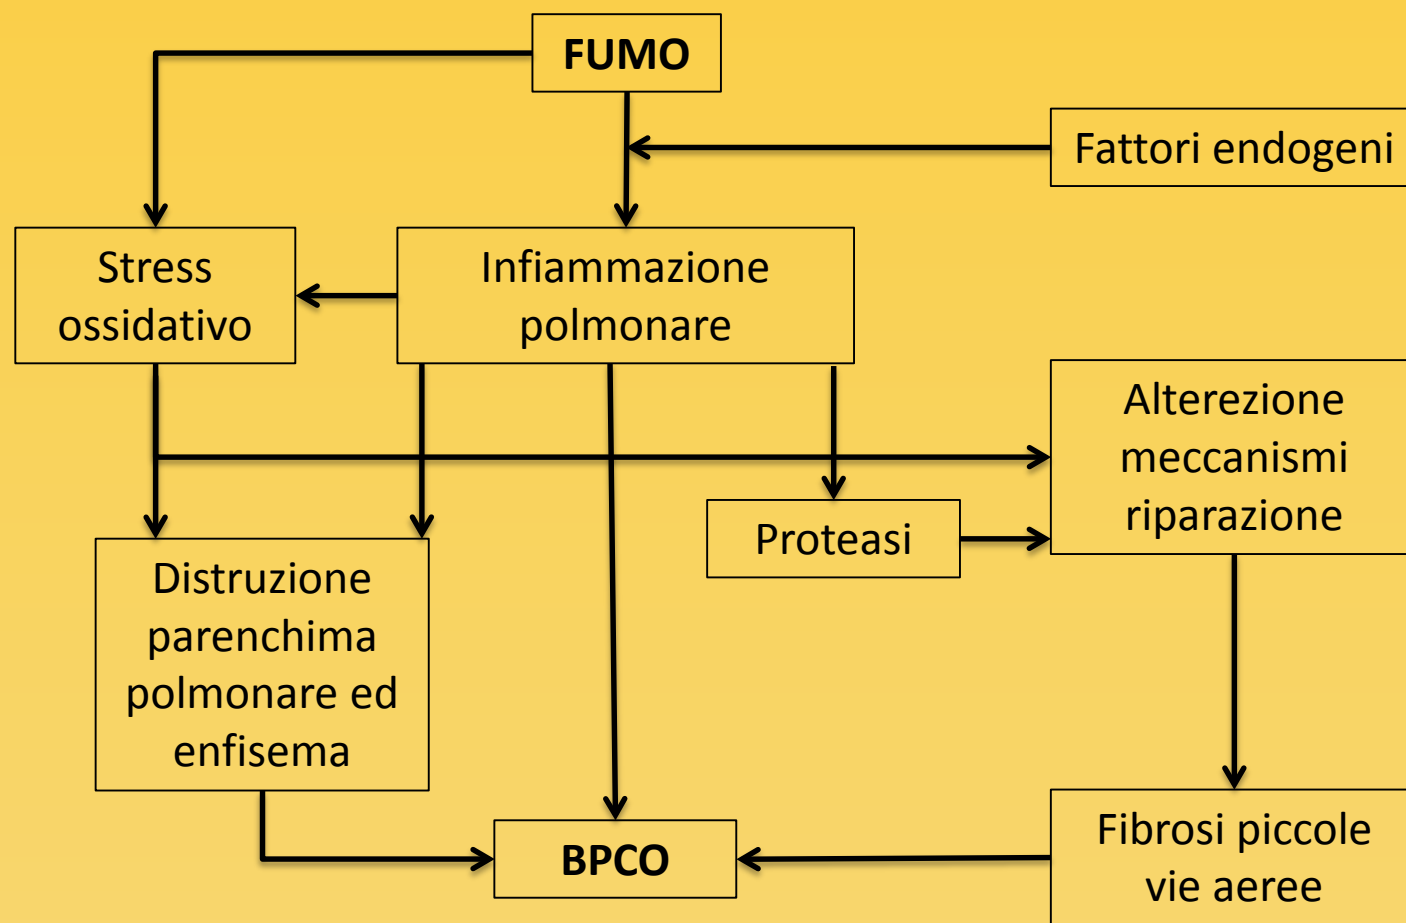 FUMO
Fattori endogeni
Stress
ossidativo
Infiammazione
polmonare
Alterezione
meccanismi
riparazione
Proteasi
Distruzione
parenchima
polmonare ed
enfisema
BPCO
Fibrosi piccole
vie aeree